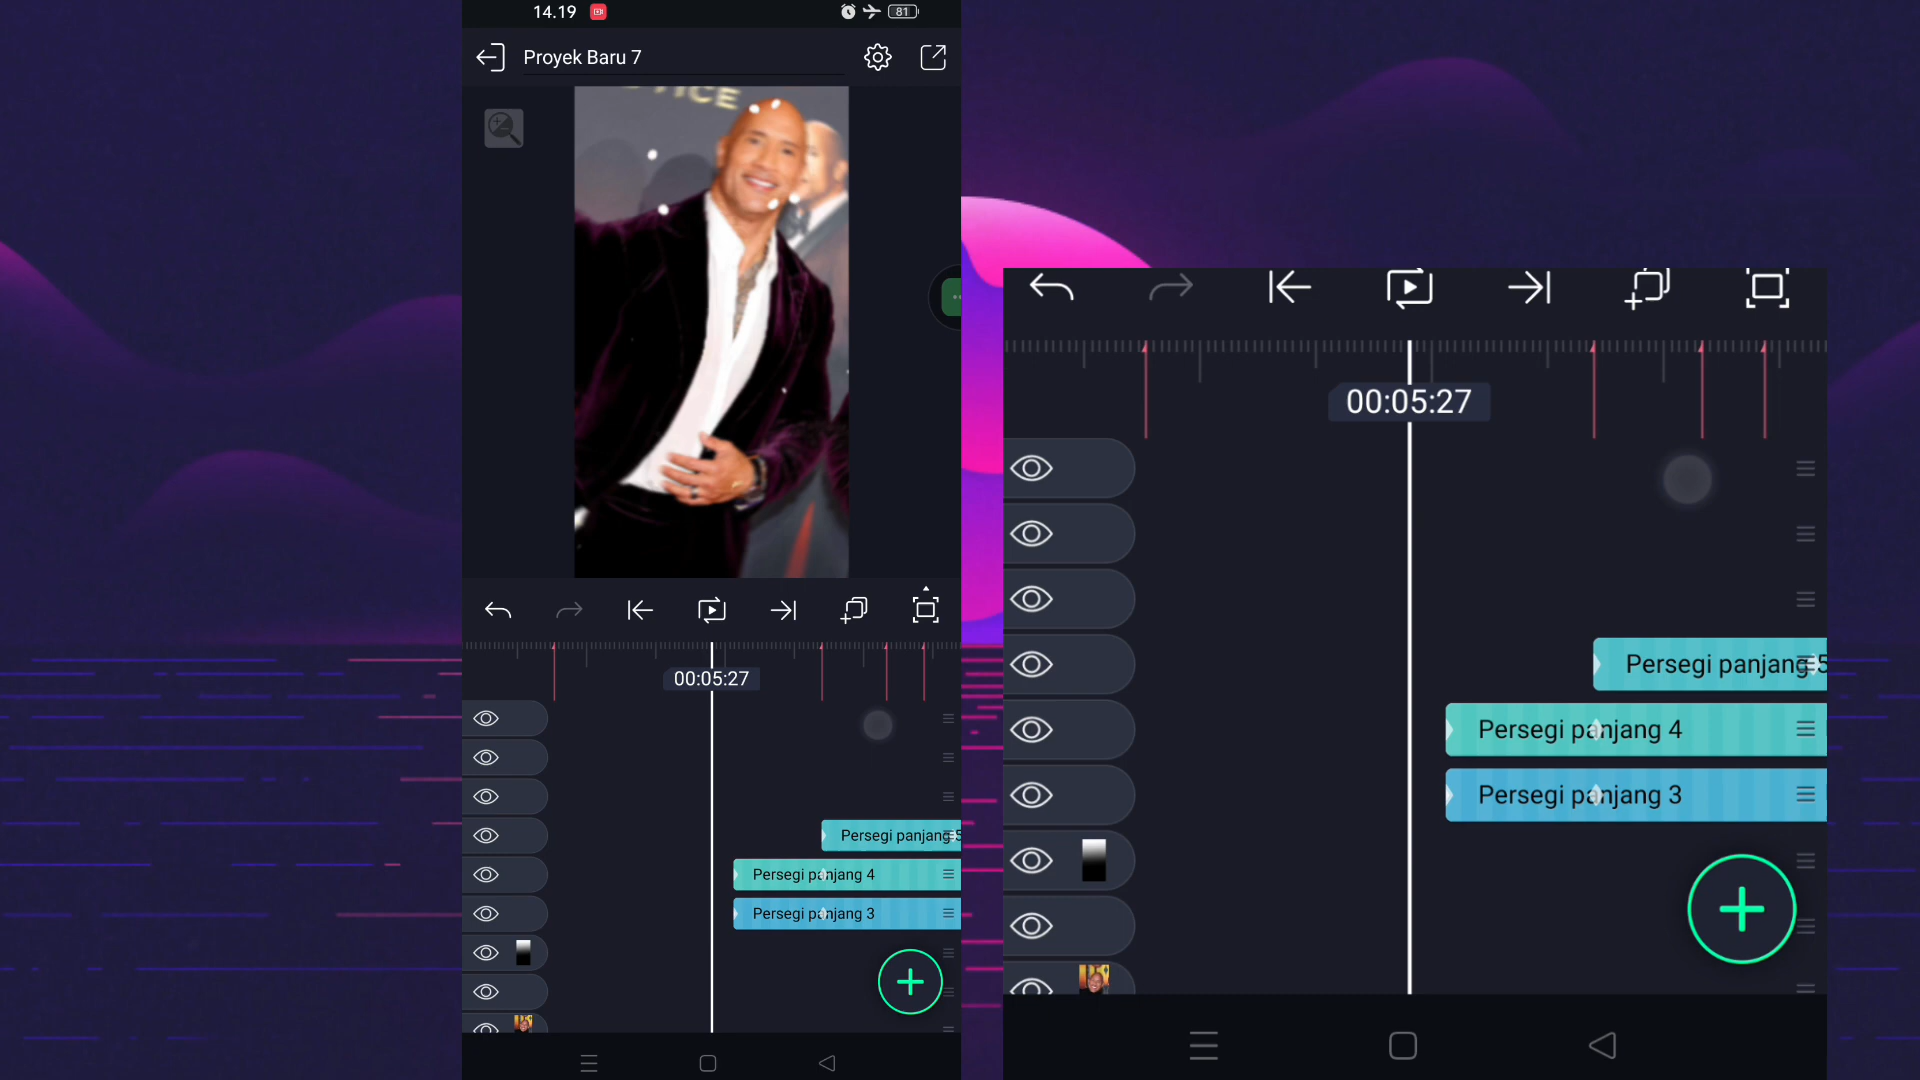 14.19
81
Proyek Baru 7
ICE
00:05:27
Persegi panjang 5
Persegi panjang 4
Persegi panjang 3
00:05:27
Persegi panjang 5
Persegi panjang 4
Persegi panjang 3